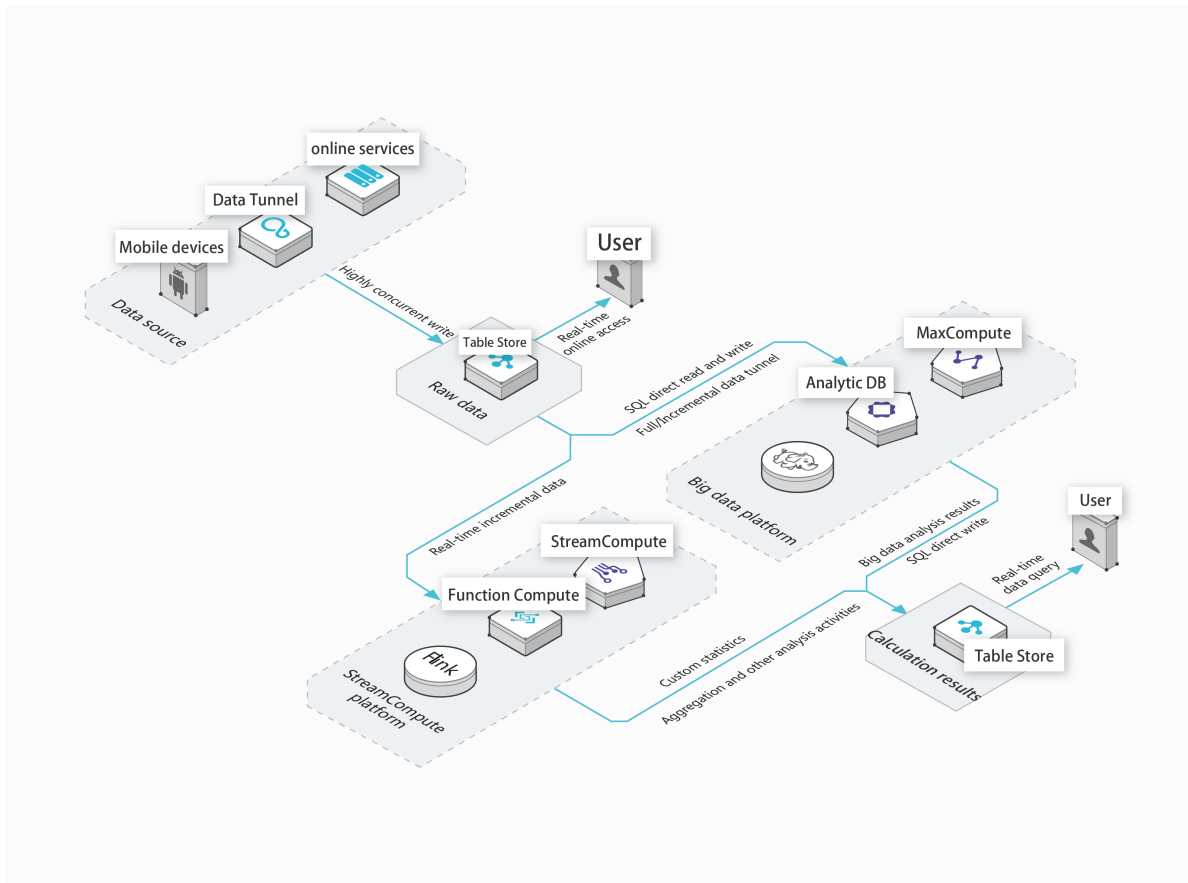 online services
Data Tunnel
Mobile devices
Data source
Highly concurrent write
User
Real-time
online access
Table Store
Raw data
SQL direct read and write
Full/Incremental data tunnel
MaxCompute
Analytic DB
Big data platform
Real-time incremental data
StreamCompute
Function Compute
Flink
StreamCompute
platform
Big data analysis results
SQL direct write
Custom statistics
Aggregation and other analysis activities
User
Real-time
data query
Calculation results
Table Store